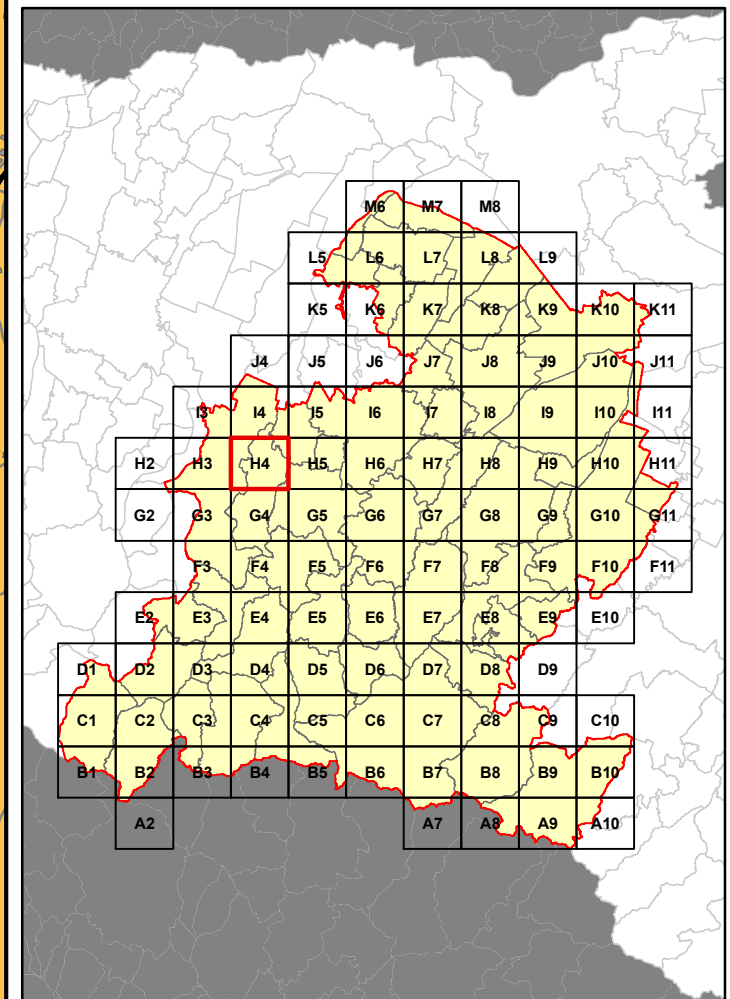 M6 M7 M8
L5 L6 L7 L8 L9
K5 K6 K7 K8 K9 K10 K11
J4 J5 J6 J7 J8 J9 J10 J11
I3 I4 I5 I6 I7 I8 I9 I10 I11
H2 H3 H4 H5 H6 H7 H8 H9 H10 H11
G2 G3 G4 G5 G6 G7 G8 G9 G10 G11
F3 F4 F5 F6 F7 F8 F9 F10 F11
E2 E3 E4 E5 E6 E7 E8 E9 E10
D1 D2 D3 D4 D5 D6 D7 D8 D9
C1 C2 C3 C4 C5 C6 C7 C8 C9 C10
B1 B2 B3 B4 B5 B6 B7 B8 B9 B10
A2 A7 A8 A9 A10